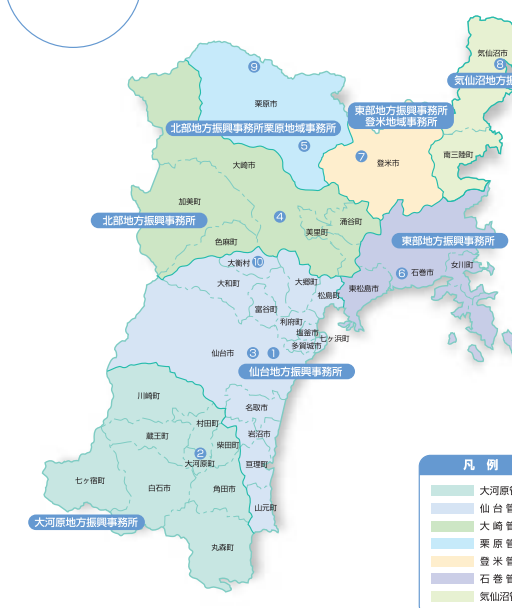 気仙沼市
⑧
気仙沼地方振
⑨
栗原市
東部地方振興事務所
登米地域事務所
北部地方振興事務所栗原地域事務所
⑤
⑦
登米市
南三陸町
大崎市
加美町
④
北部地方振興事務所
涌谷町
美里町
色麻町
東部地方振興事務所
大衡村
⑩
女川町
⑥
石巻市
大和町
大郷町
東松島市
松島町
富谷町
利府町
塩釜市
七ヶ浜町
多賀城市
仙台市
③
①
仙台地方振興事務所
川崎町
名取市
村田町
岩沼市
蔵王町
柴田町
②
大河原町
亘理町
七ヶ宿町
白石市
角田市
山元町
大河原地方振興事務所
丸森町
凡 例
大河原管
仙 台 管
大 崎 管
栗 原 管
登 米 管
石 巻 管
気仙沼管